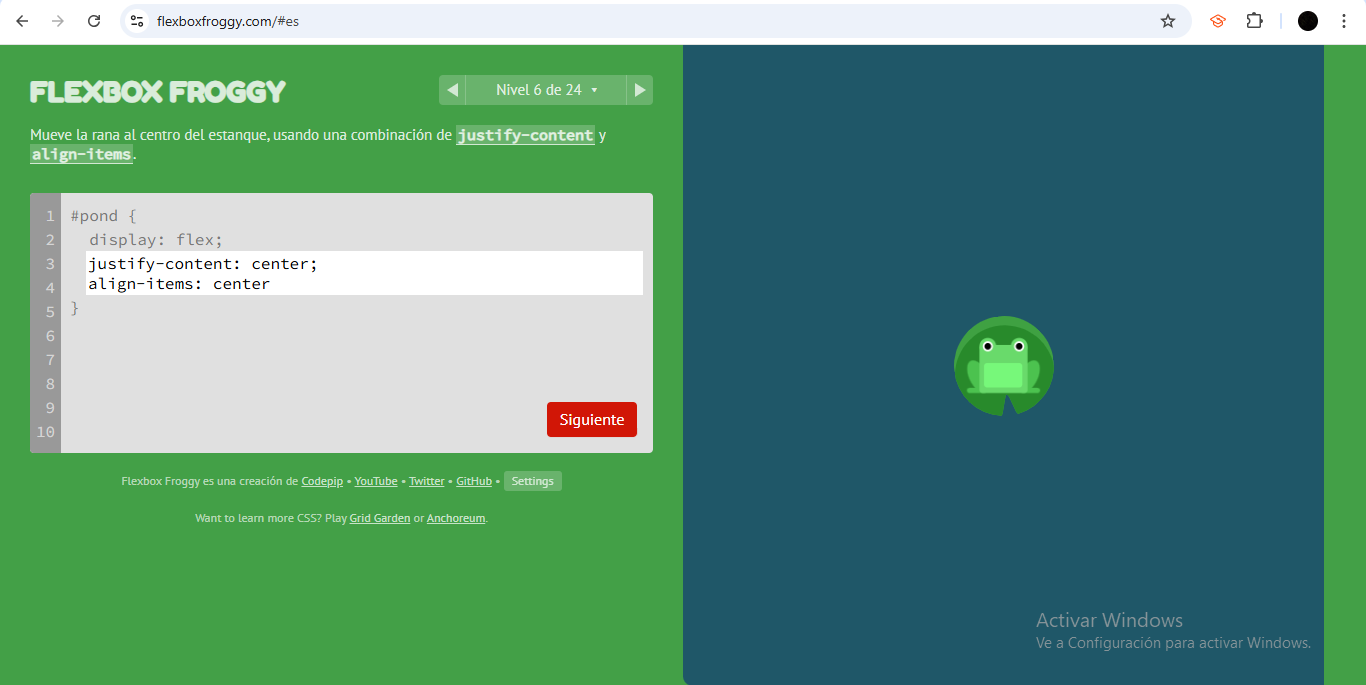 flexboxfroggy.com/#es
FLEXBOX FROGGY
Nivel 6 de 24
Mueve la rana al centro del estanque, usando una combinación de justify-content y
align-items.
1 #pond {
2 display: flex;
3 justify-content: center;
4 align-items: center
5 }
6
7
8
9
10
Siguiente
Flexbox Froggy es una creación de Codepip • YouTube • Twitter • GitHub • Settings
Want to learn more CSS? Play Grid Garden or Anchoreum.
Activar Windows
Ve a Configuración para activar Windows.